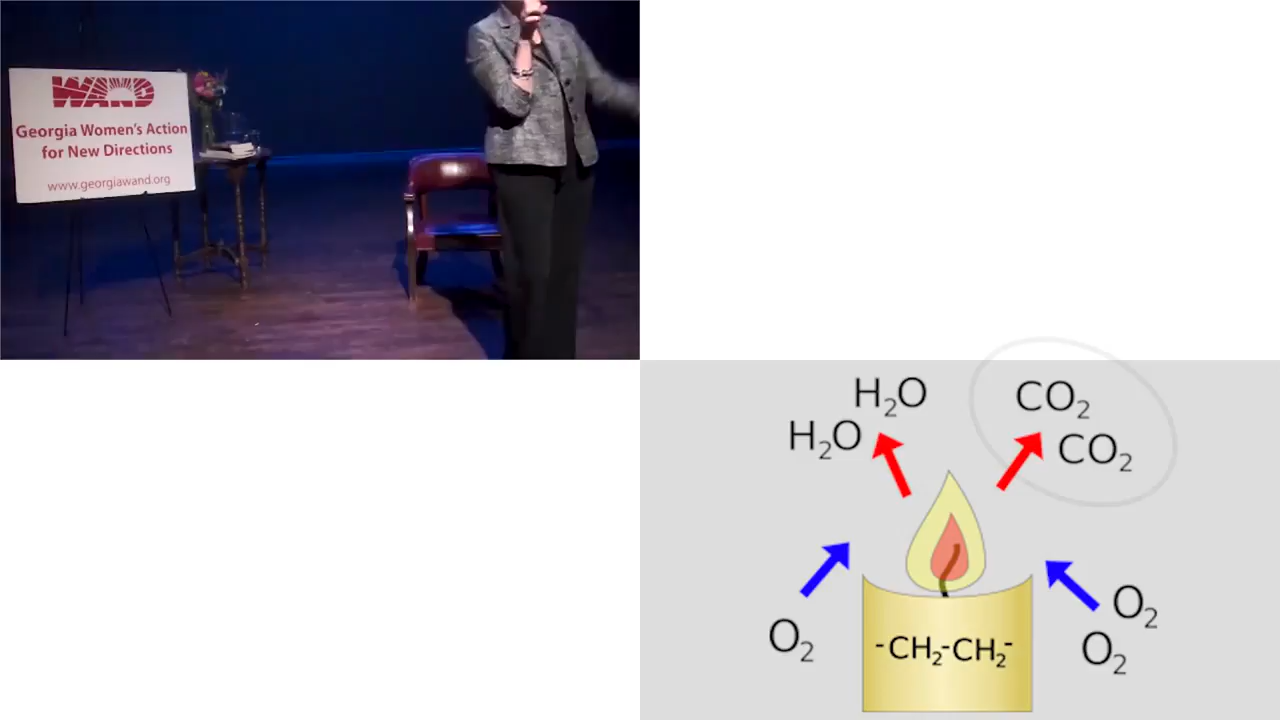 WAND
Georgia Women's Action
for New Directions
www.georgiawand.org
H₂O
CO₂
H₂O
CO₂
O₂
O₂
O₂
-CH₂-CH₂-